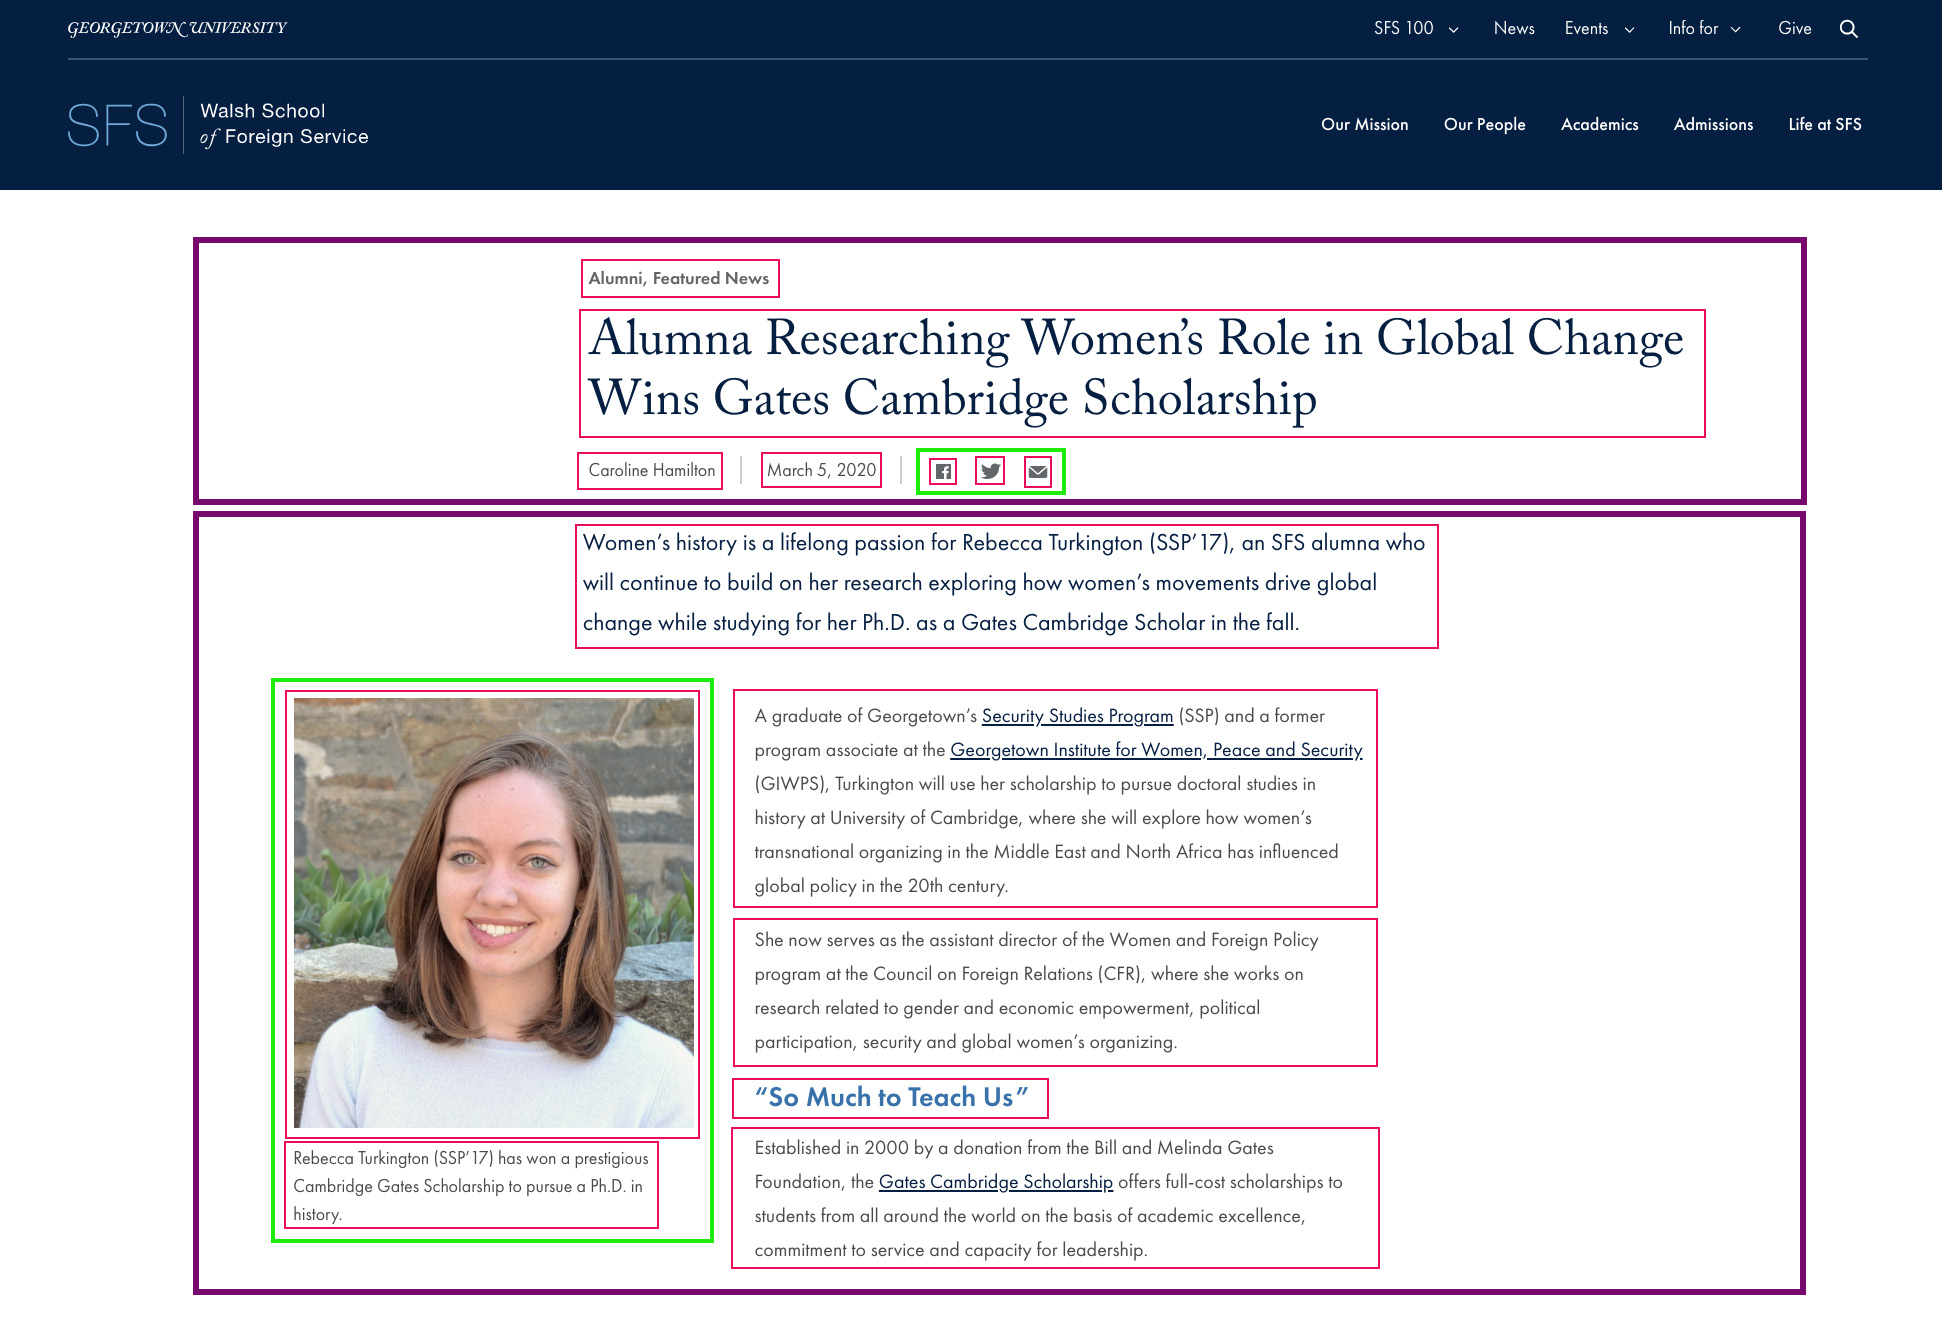 GEORGETOWN UNIVERSITY
SFS 100 News Events Info for Give
SFS Walsh School of Foreign Service
Our Mission Our People Academics Admissions Life at SFS
Alumni, Featured News
Alumna Researching Women’s Role in Global Change
Wins Gates Cambridge Scholarship
Caroline Hamilton
March 5, 2020
Women’s history is a lifelong passion for Rebecca Turkington (SSP’17), an SFS alumna who
will continue to build on her research exploring how women’s movements drive global
change while studying for her Ph.D. as a Gates Cambridge Scholar in the fall.
Rebecca Turkington (SSP’17) has won a prestigious
Cambridge Gates Scholarship to pursue a Ph.D. in
history.
A graduate of Georgetown’s Security Studies Program (SSP) and a former
program associate at the Georgetown Institute for Women, Peace and Security
(GIWPS), Turkington will use her scholarship to pursue doctoral studies in
history at University of Cambridge, where she will explore how women’s
transnational organizing in the Middle East and North Africa has influenced
global policy in the 20th century.
She now serves as the assistant director of the Women and Foreign Policy
program at the Council on Foreign Relations (CFR), where she works on
research related to gender and economic empowerment, political
participation, security and global women’s organizing.
“So Much to Teach Us”
Established in 2000 by a donation from the Bill and Melinda Gates
Foundation, the Gates Cambridge Scholarship offers full-cost scholarships to
students from all around the world on the basis of academic excellence,
commitment to service and capacity for leadership.